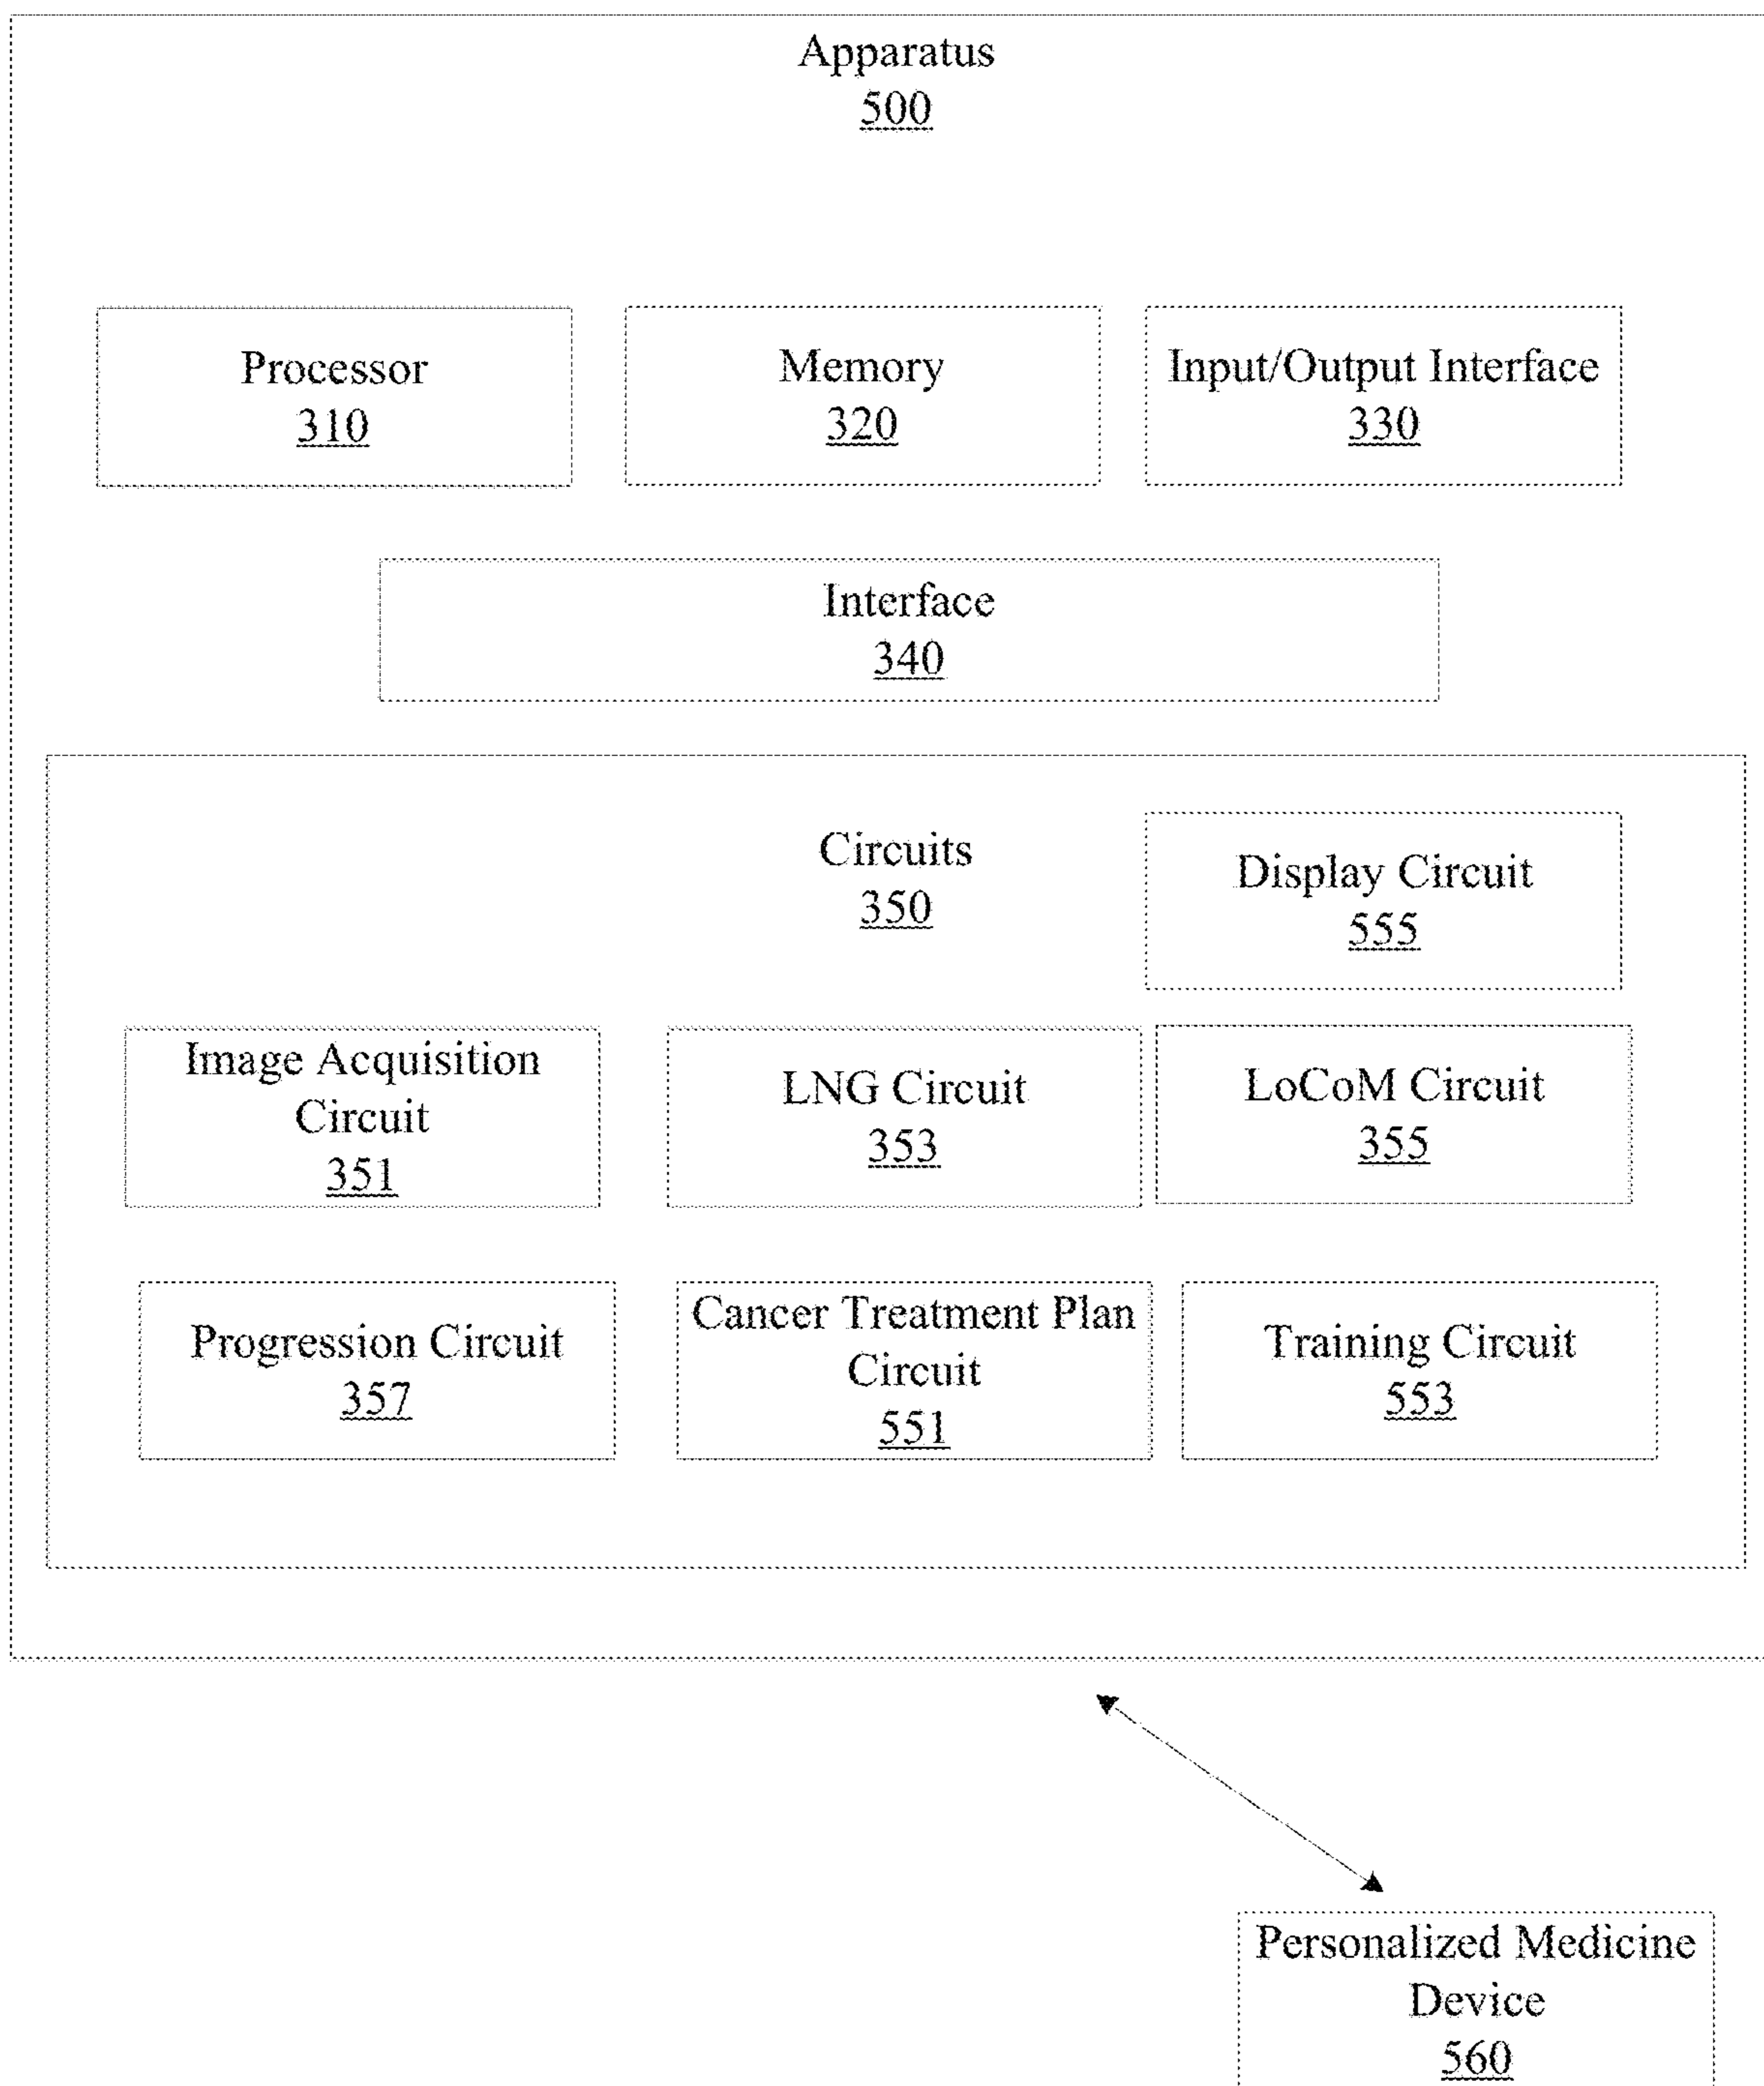 Apparatus
500
Processor
310
Memory
320
Input/Output Interface
330
Interface
340
Circuits
350
Display Circuit
555
Image Acquisition
Circuit
351
LNG Circuit
353
LoCoM Circuit
355
Progression Circuit
357
Cancer Treatment Plan
Circuit
551
Training Circuit
553
Personalized Medicine
Device
560